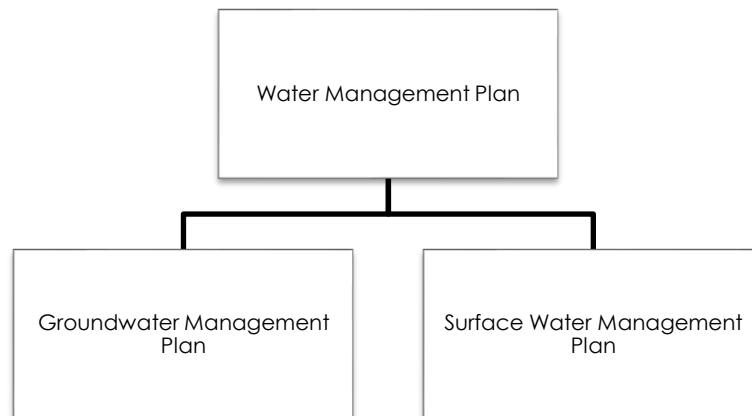 Water Management Plan
Groundwater Management
Plan
Surface Water Management
Plan